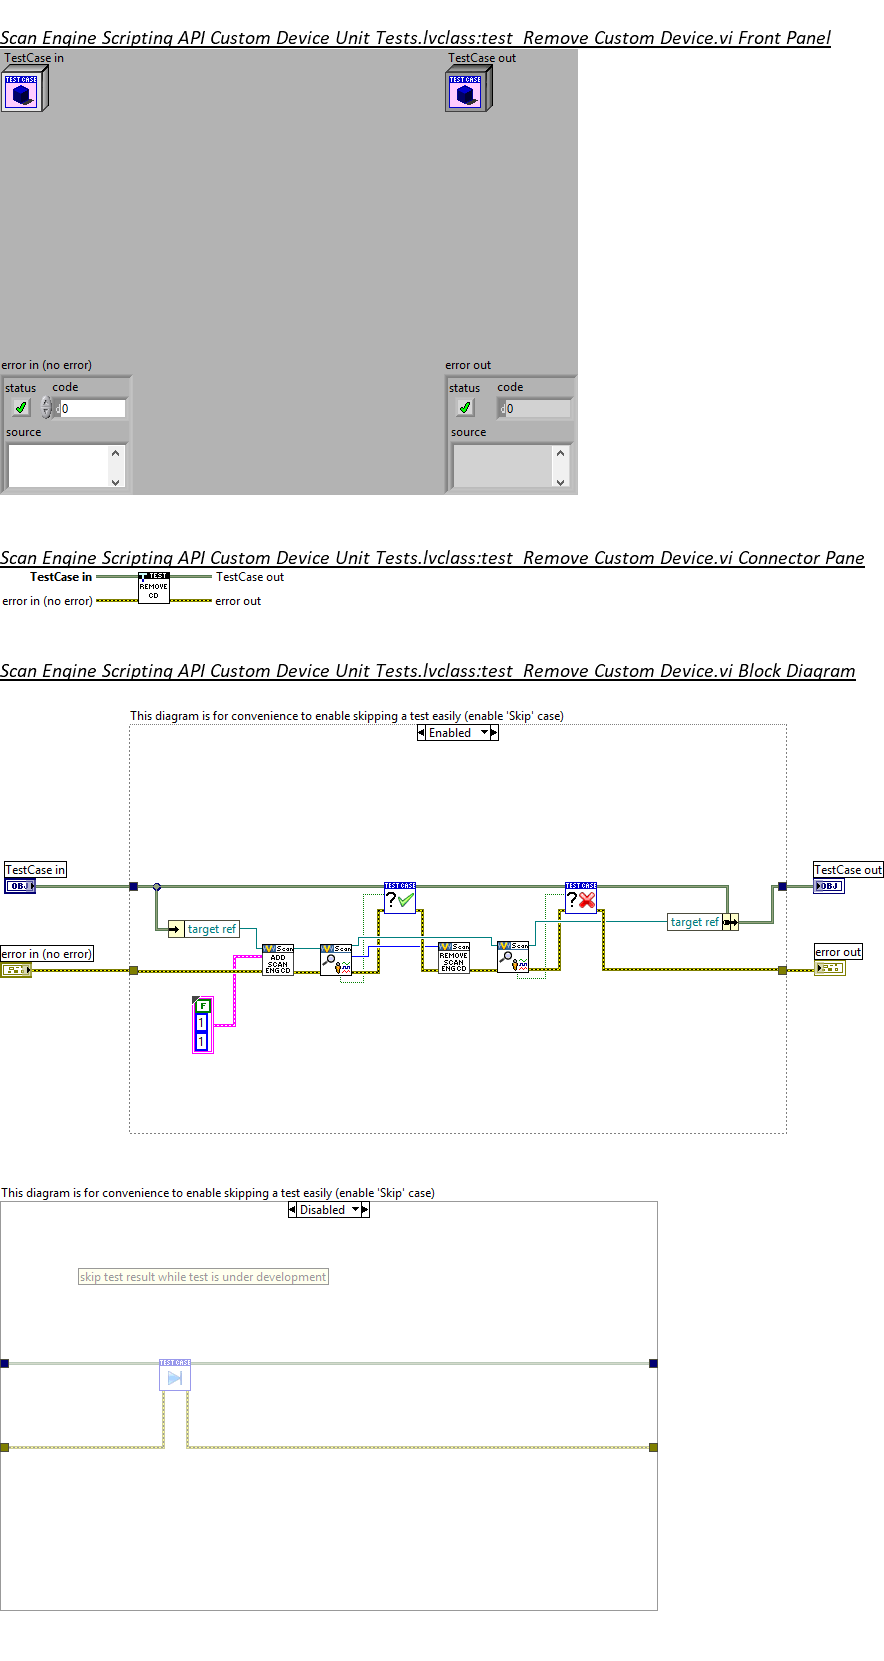 Scan Engine Scripting API Custom Device Unit Tests.lvclass:test Remove Custom Device.vi Front Panel
TestCase in
TestCase out
TEST CASE
TEST CASE
error in (no error)
error out
status
code
status
code
d 0
d 0
source
source
Scan Engine Scripting API Custom Device Unit Tests.lvclass:test Remove Custom Device.vi Connector Pane
TestCase in
TEST
REMOVE
CD
TestCase out
error in (no error)
error out
Scan Engine Scripting API Custom Device Unit Tests.lvclass:test Remove Custom Device.vi Block Diagram
This diagram is for convenience to enable skipping a test easily (enable 'Skip' case)
Enabled
TestCase in
OBJ
TEST CASE
?
TEST CASE
?
TestCase out
OBJ
target ref
target ref
error in (no error)
error out
Scan
ADD
SCAN
ENG CD
Scan
Scan
REMOVE
SCAN
ENG CD
Scan
F
1
1
This diagram is for convenience to enable skipping a test easily (enable 'Skip' case)
Disabled
skip test result while test is under development
TEST CASE